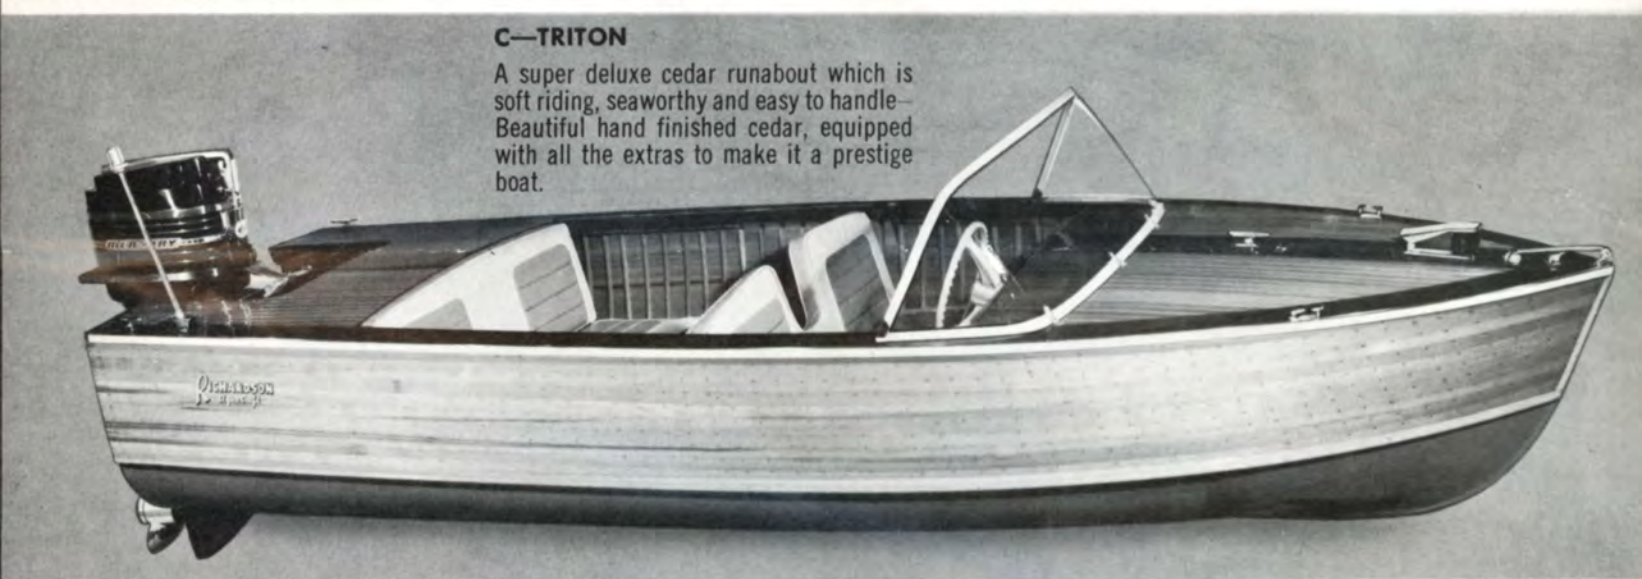 C—TRITON
A super deluxe cedar runabout which is
soft riding, seaworthy and easy to handle—
Beautiful hand finished cedar, equipped
with all the extras to make it a prestige
boat.
RICHARDSON